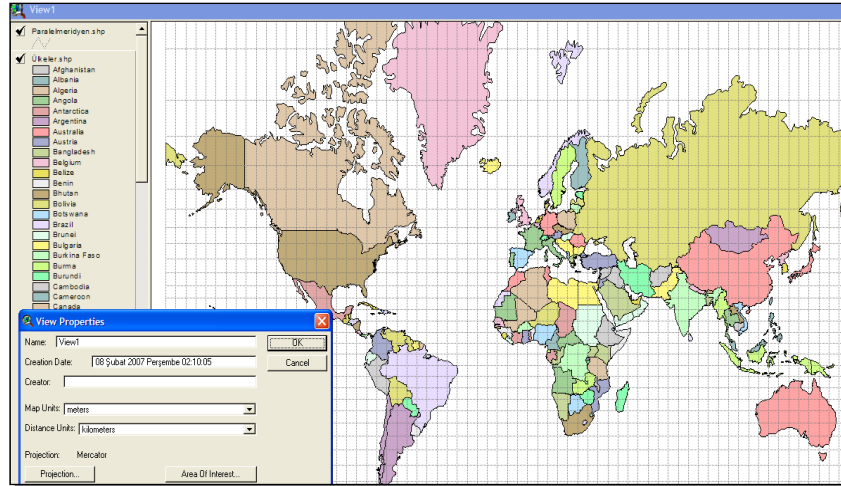 View1
Paralelmeridyen.shp
Ülkeler.shp
Afghanistan
Albania
Algeria
Angola
Antarctica
Argentina
Australia
Austria
Bangladesh
Belgium
Belize
Benin
Bhutan
Bolivia
Botswana
Brazil
Brunei
Bulgaria
Burkina Faso
Burma
Burundi
Cambodia
Cameroon
Canada
View Properties
Name: View1
OK
Creation Date: 08 Şubat 2007 Perşembe 02:10:05
Cancel
Creator:
Map Units: meters
Distance Units: kilometers
Projection: Mercator
Projection... Area Of Interest...